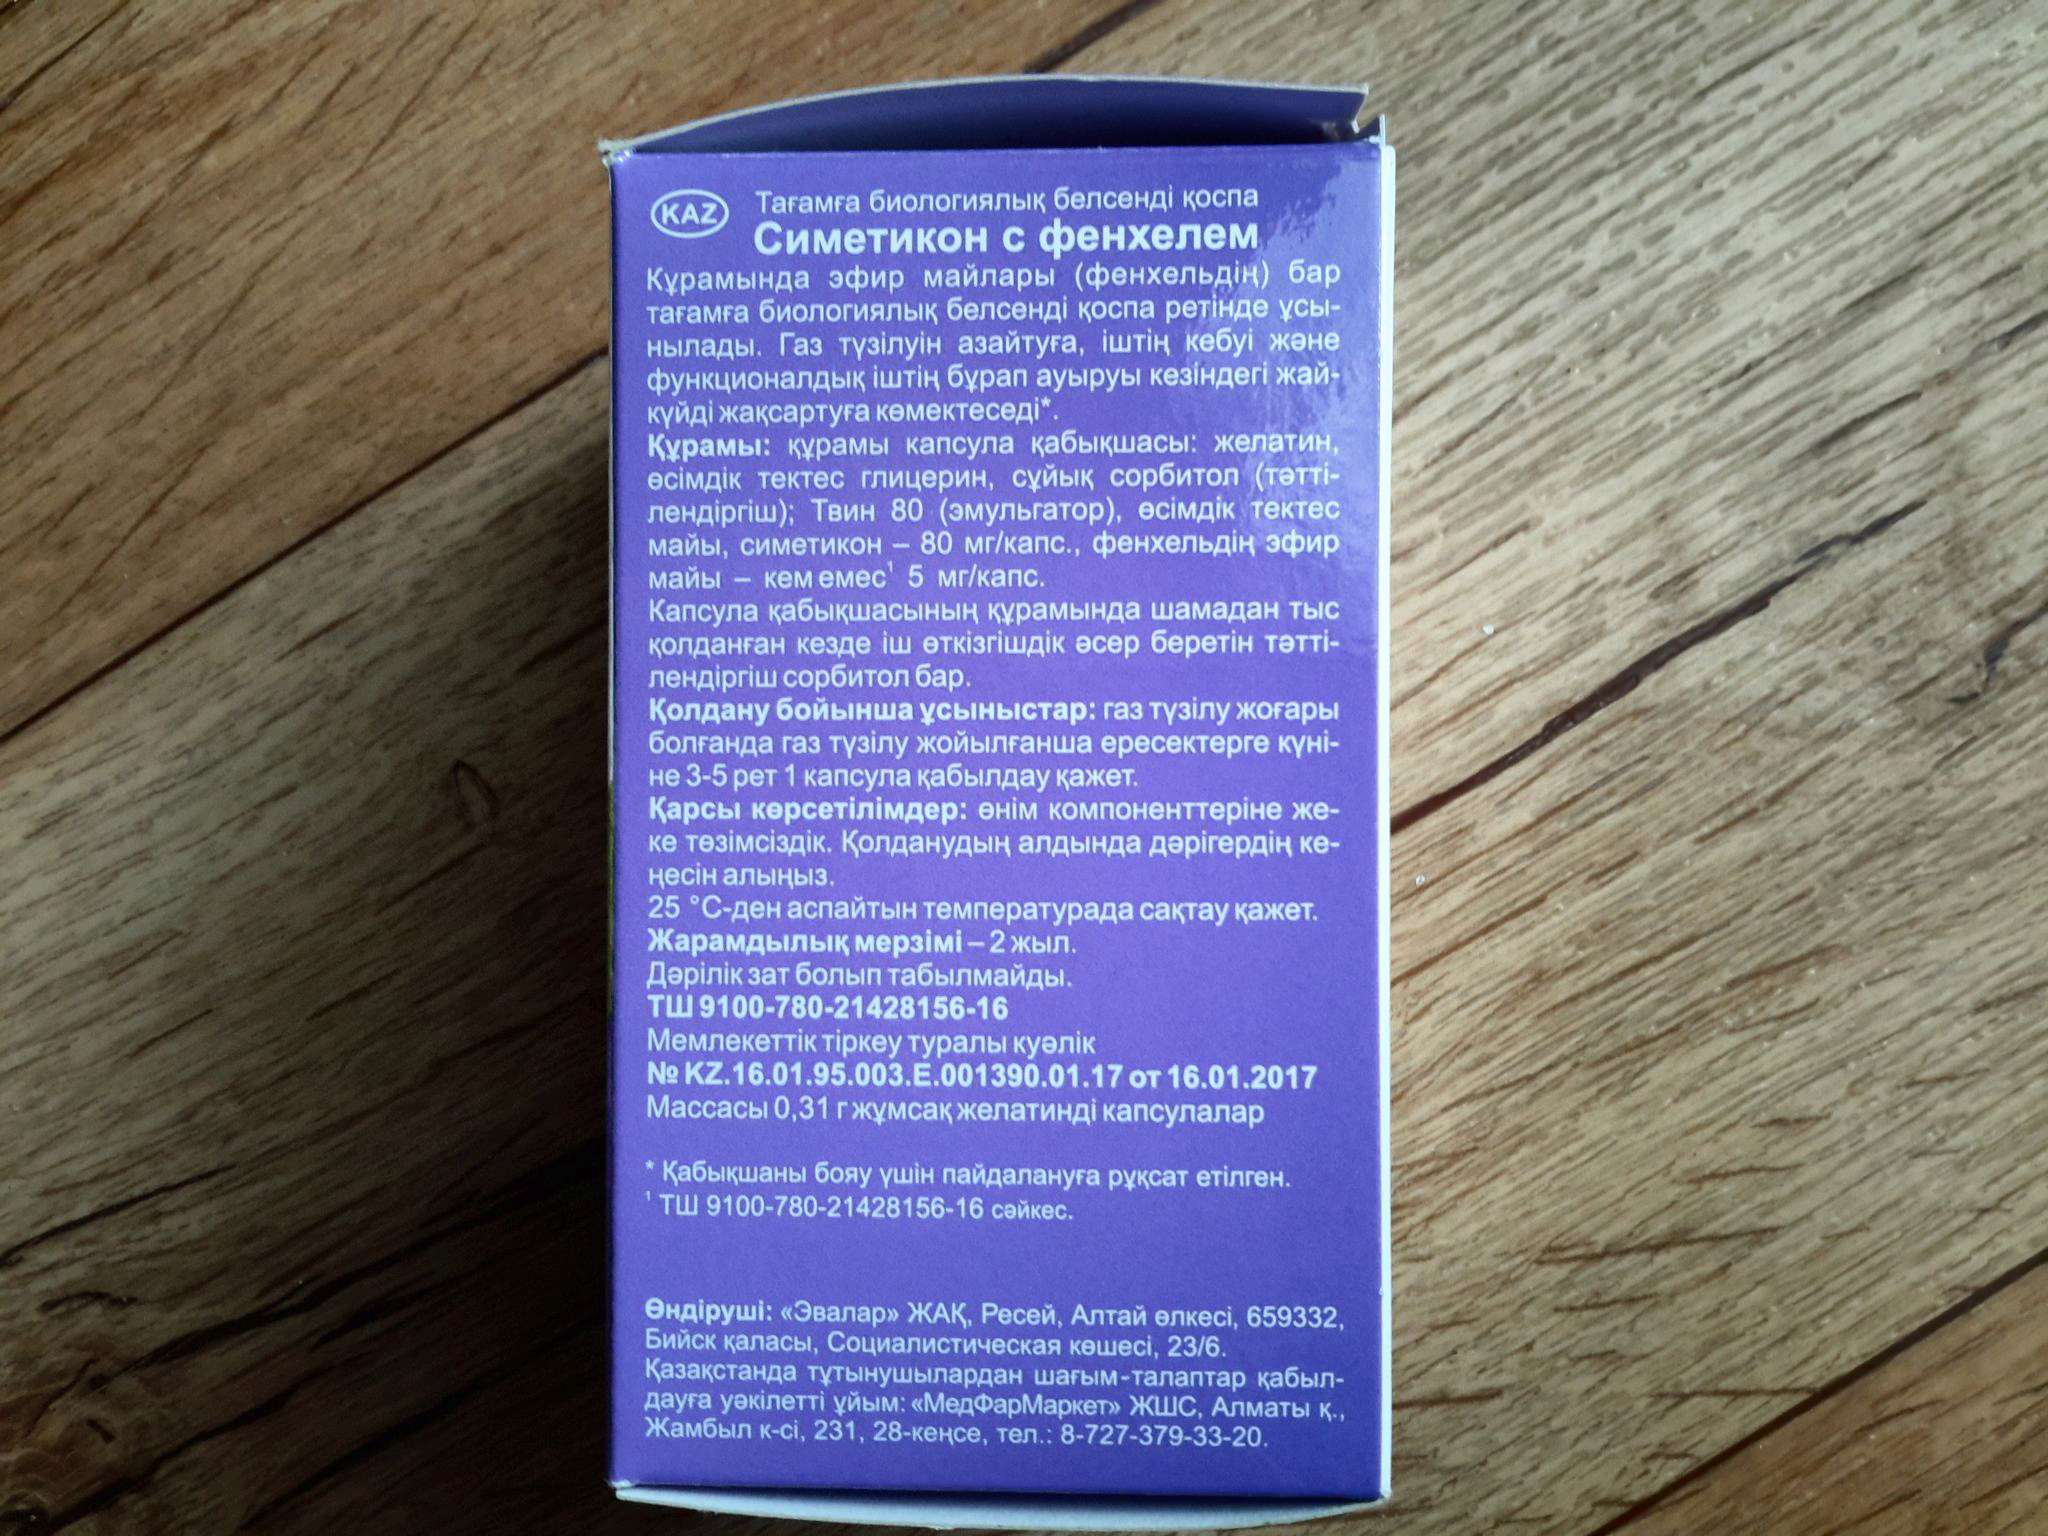 KAZ
Тағамға биологиялық белсенді қоспа
Симетикон с фенхелем
Құрамында эфир майлары (фенхельдің) бар
тағамға биологиялық белсенді қоспа ретінде ұсы-
нылады. Газ түзілуін азайтуға, іштің кебуі және
функционалдық іштің бұрап ауыруы кезіндегі жай-
күйді жақсартуға көмектеседі*.
Құрамы: құрамы капсула қабықшасы: желатин,
өсімдік тектес глицерин, сұйық сорбитол (тәтті-
лендіргіш); Твин 80 (эмульгатор), өсімдік тектес
майы, симетикон – 80 мг/капс., фенхельдің эфир
майы – кем емес¹ 5 мг/капс.
Капсула қабықшасының құрамында шамадан тыс
қолданған кезде іш өткізгішдік әсер беретін тәтті-
лендіргіш сорбитол бар.
Қолдану бойынша ұсыныстар: газ түзілу жоғары
болғанда газ түзілу жойылғанша ересектерге күні-
не 3-5 рет 1 капсула қабылдау қажет.
Қарсы көрсетілімдер: өнім компоненттеріне же-
ке төзімсіздік. Қолданудың алдында дәрігердің ке-
ңесін алыңыз.
25 °С-ден аспайтын температурада сақтау қажет.
Жарамдылық мерзімі – 2 жыл.
Дәрілік зат болып табылмайды.
ТШ 9100-780-21428156-16
Мемлекеттік тіркеу туралы куәлік
№ KZ.16.01.95.003.Е.001390.01.17 от 16.01.2017
Массасы 0,31 г жұмсақ желатинді капсулалар
* Қабықшаны бояу үшін пайдалануға рұқсат етілген.
¹ ТШ 9100-780-21428156-16 сәйкес.
Өндіруші: «Эвалар» ЖАҚ, Ресей, Алтай өлкесі, 659332,
Бийск қаласы, Социалистическая көшесі, 23/6.
Қазақстанда тұтынушылардан шағым-талаптар қабыл-
дауға уәкілетті ұйым: «МедФарМаркет» ЖШС, Алматы қ.,
Жамбыл к-сі, 231, 28-кеңсе, тел.: 8-727-379-33-20.